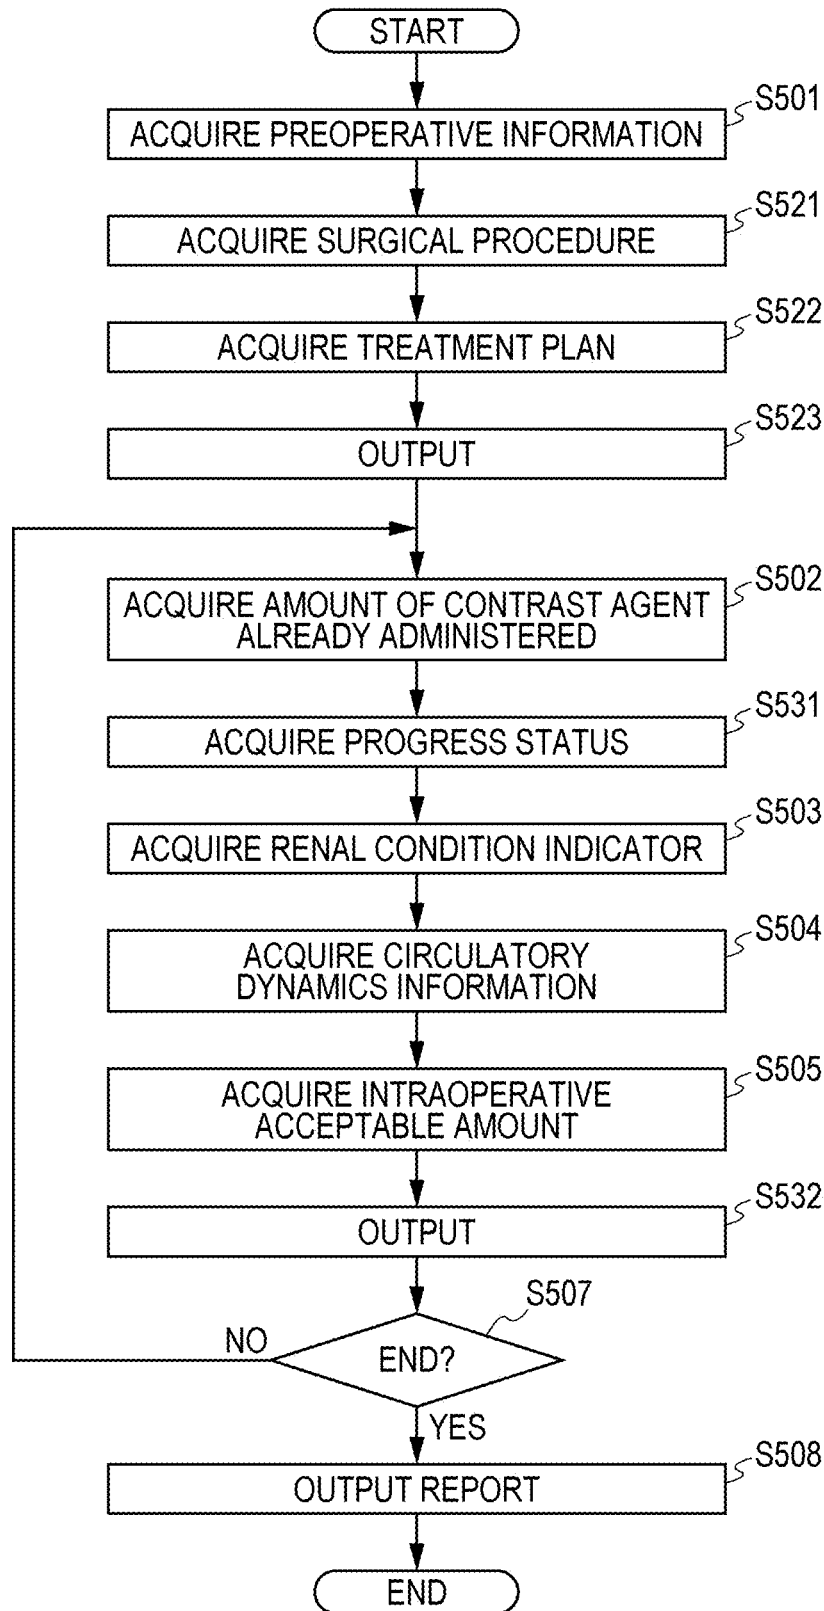 START
S501
ACQUIRE PREOPERATIVE INFORMATION
S521
ACQUIRE SURGICAL PROCEDURE
S522
ACQUIRE TREATMENT PLAN
S523
OUTPUT
S502
ACQUIRE AMOUNT OF CONTRAST AGENT
ALREADY ADMINISTERED
S531
ACQUIRE PROGRESS STATUS
S503
ACQUIRE RENAL CONDITION INDICATOR
S504
ACQUIRE CIRCULATORY
DYNAMICS INFORMATION
S505
ACQUIRE INTRAOPERATIVE
ACCEPTABLE AMOUNT
S532
OUTPUT
S507
NO
END?
YES
S508
OUTPUT REPORT
END